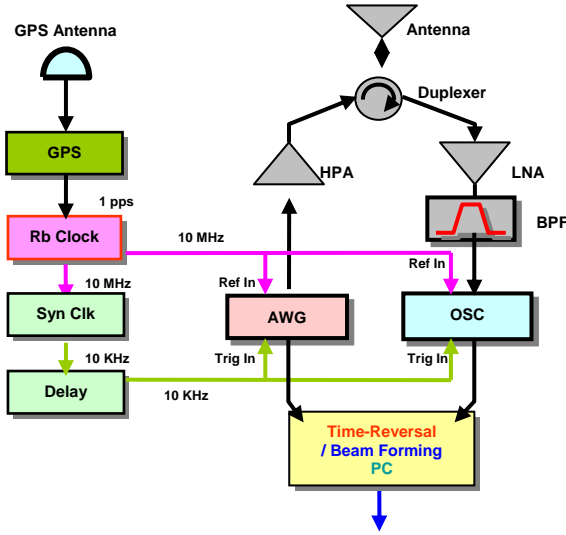 GPS Antenna
Antenna
Duplexer
GPS
HPA
LNA
1 pps
BPF
Rb Clock
10 MHz
Ref In
Ref In
10 MHz
Syn Clk
AWG
OSC
10 KHz
Trig In
Trig In
Delay
10 KHz
Time-Reversal
/ Beam Forming
PC